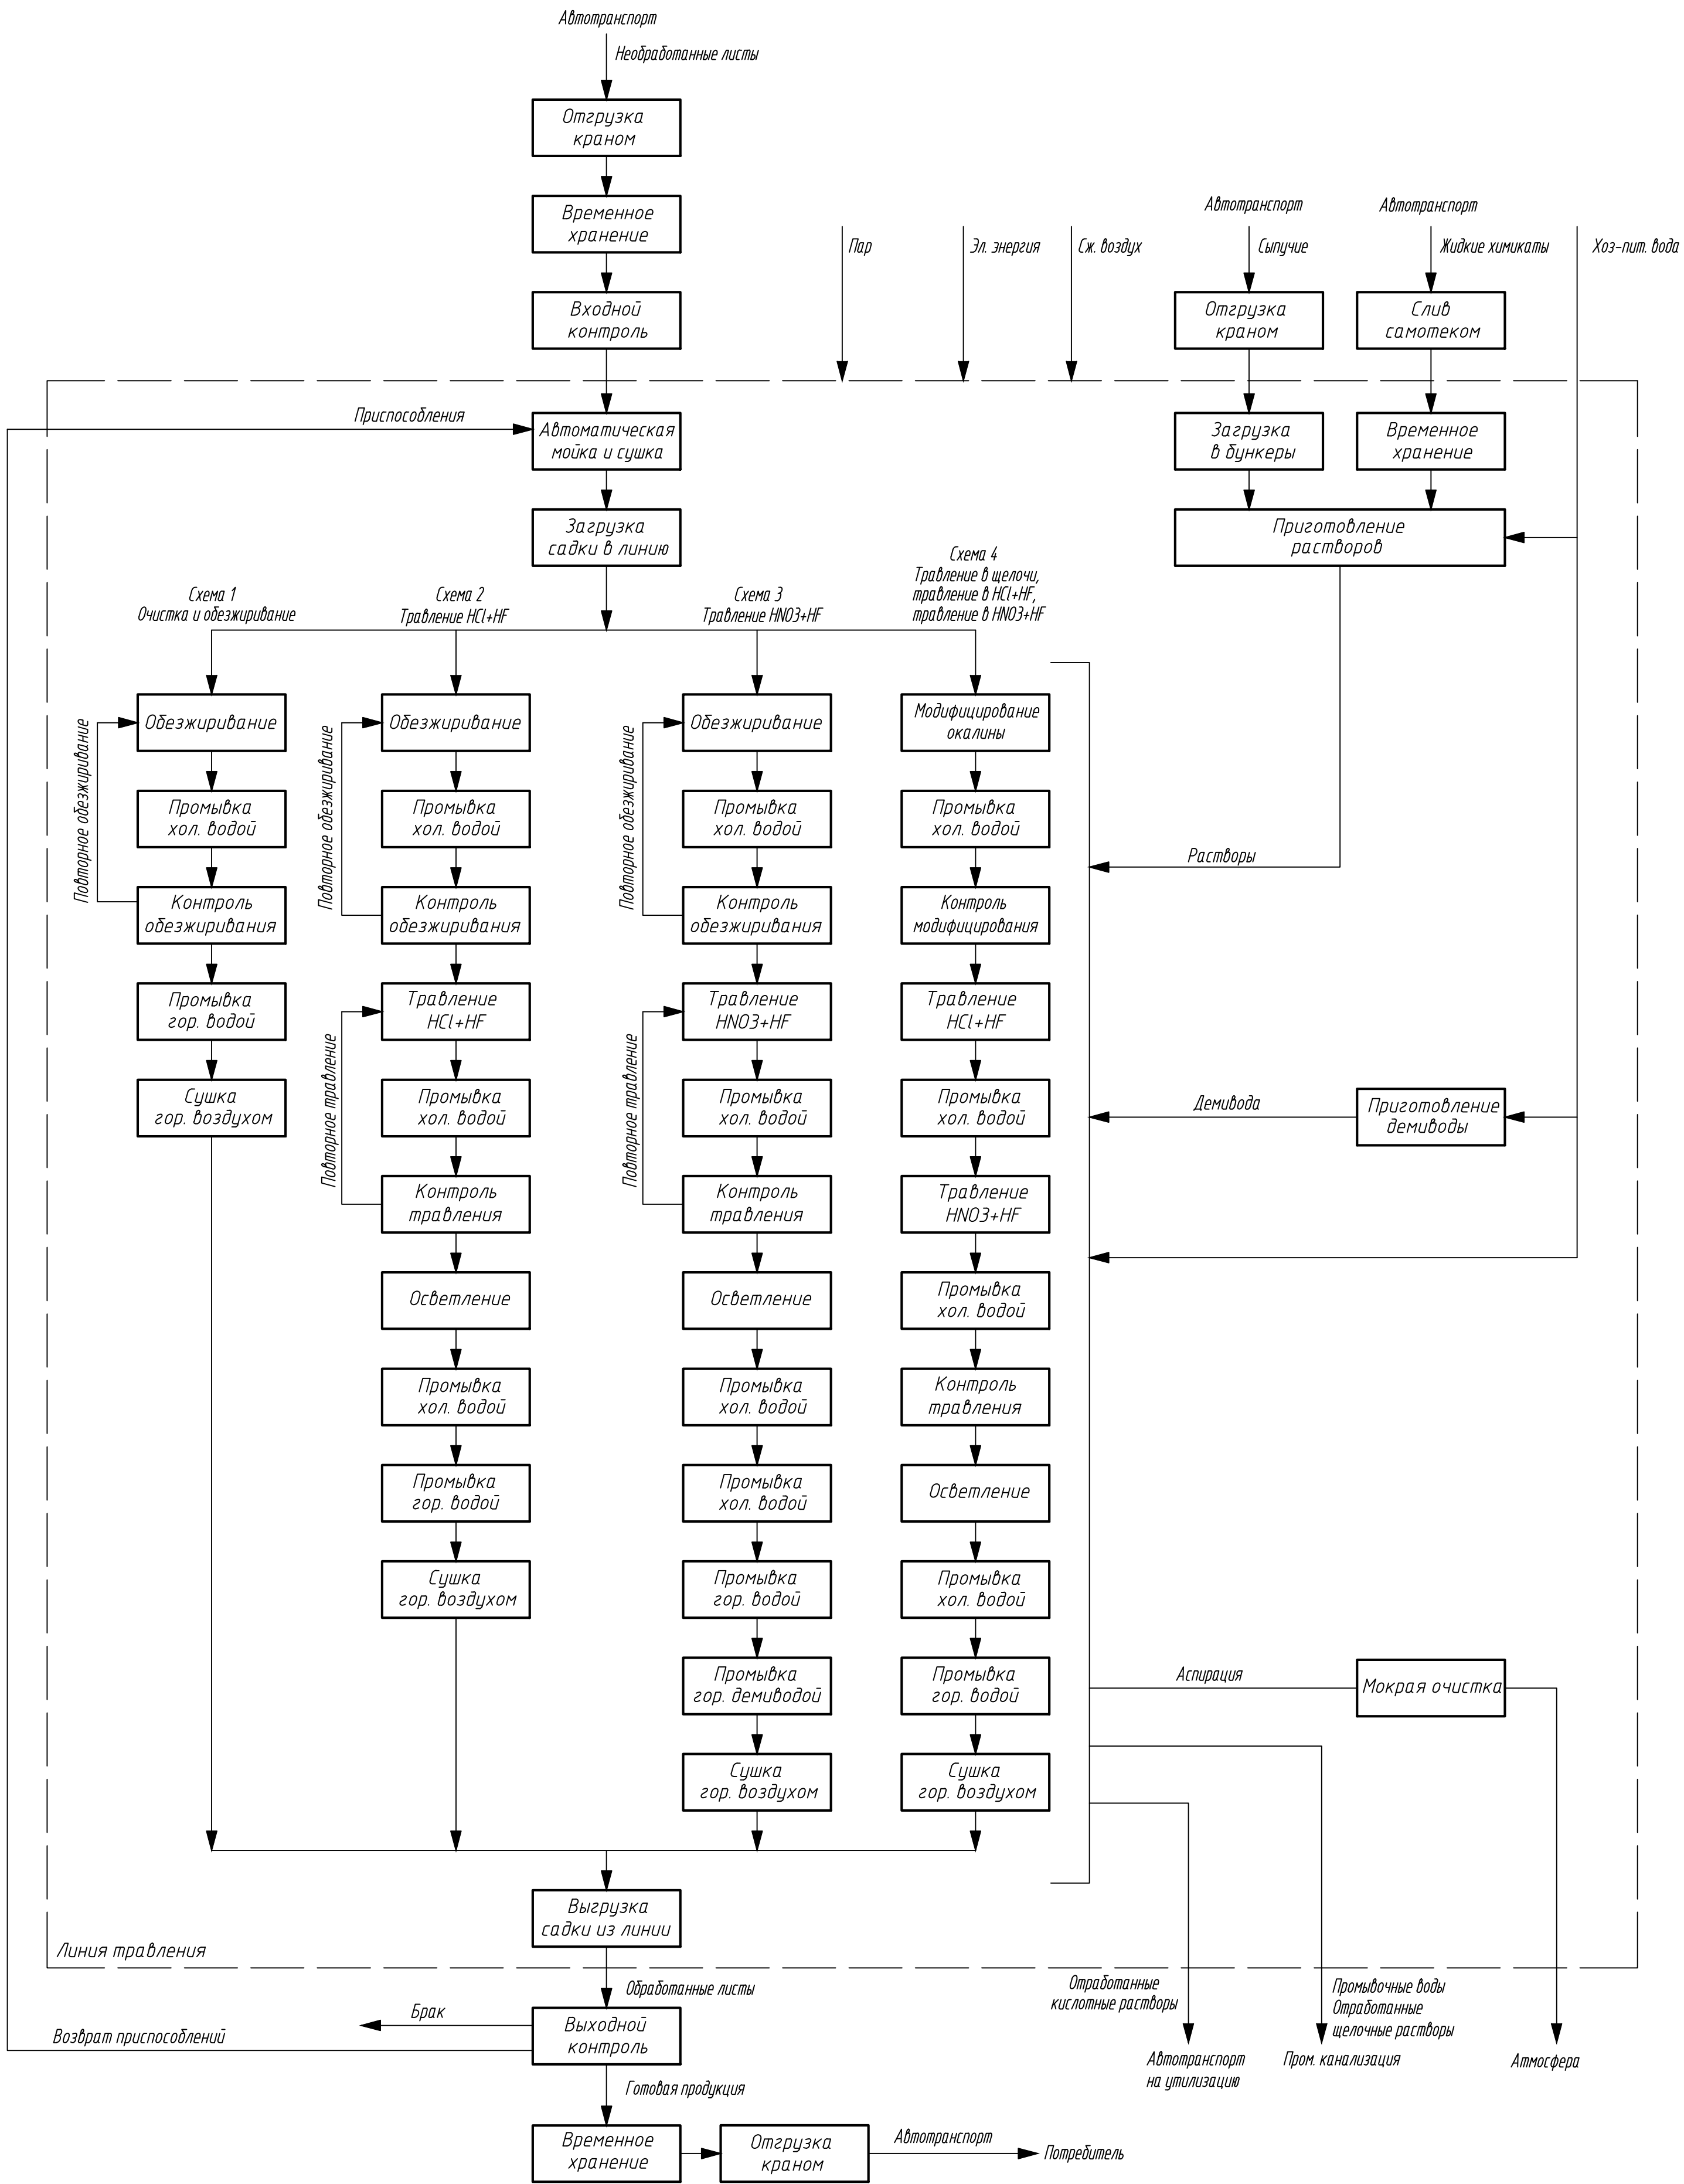 Автотранспорт
Необработанные листы
Отгрузка
краном
Временное
хранение
Входной
контроль
Пар
Эл. энергия
Сж. воздух
Автотранспорт
Сыпучие
Автотранспорт
Жидкие химикаты
Хоз-пит. вода
Отгрузка
краном
Слив
самотеком
Приспособления
Автоматическая
мойка и сушка
Загрузка
в бункеры
Временное
хранение
Загрузка
садки в линию
Приготовление
растворов
Схема 1
Очистка и обезжиривание
Схема 2
Травление HCl+HF
Схема 3
Травление HNO3+HF
Схема 4
Травление в щелочи,
травление в HCl+HF,
травление в HNO3+HF
Повторное обезжиривание
Обезжиривание
Промывка
хол. водой
Контроль
обезжиривания
Промывка
гор. водой
Сушка
гор. воздухом
Повторное обезжиривание
Обезжиривание
Промывка
хол. водой
Контроль
обезжиривания
Повторное травление
Травление
HCl+HF
Промывка
хол. водой
Контроль
травления
Осветление
Промывка
хол. водой
Промывка
гор. водой
Сушка
гор. воздухом
Повторное обезжиривание
Обезжиривание
Промывка
хол. водой
Контроль
обезжиривания
Повторное травление
Травление
HNO3+HF
Промывка
хол. водой
Контроль
травления
Осветление
Промывка
хол. водой
Промывка
хол. водой
Промывка
гор. водой
Промывка
гор. демиводой
Сушка
гор. воздухом
Модифицирование
окалины
Промывка
хол. водой
Контроль
модифицирования
Травление
HCl+HF
Промывка
хол. водой
Травление
HNO3+HF
Промывка
хол. водой
Контроль
травления
Осветление
Промывка
хол. водой
Промывка
гор. водой
Сушка
гор. воздухом
Растворы
Демивода
Приготовление
демиводы
Аспирация
Мокрая очистка
Выгрузка
садки из линии
Линия травления
Обработанные листы
Брак
Возврат приспособлений
Выходной
контроль
Отработанные
кислотные растворы
Автотранспорт
на утилизацию
Промывочные воды
Отработанные
щелочные растворы
Пром. канализация
Атмосфера
Готовая продукция
Временное
хранение
Отгрузка
краном
Автотранспорт
Потребитель